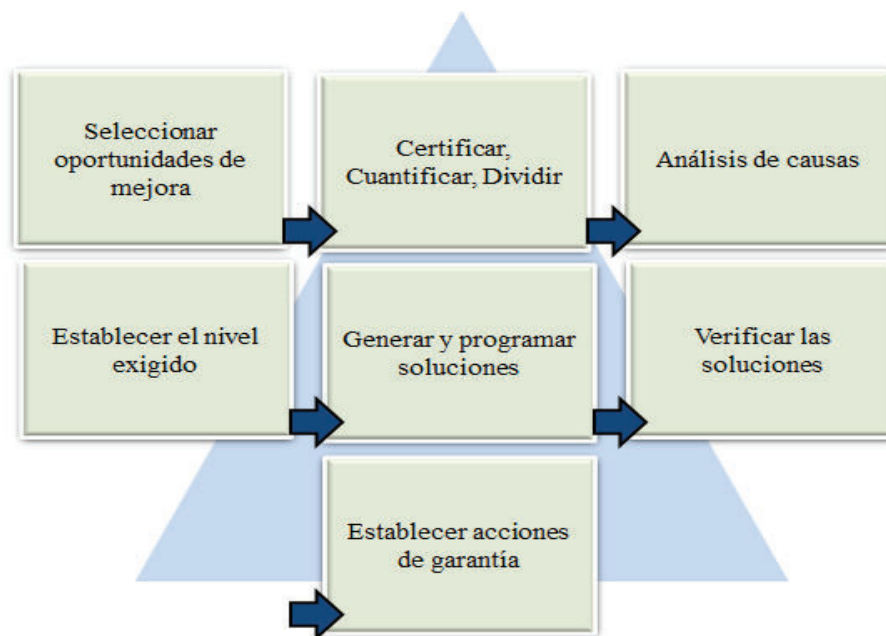 Seleccionar
oportunidades de
mejora
Certificar,
Cuantificar, Dividir
Análisis de causas
Establecer el nivel
exigido
Generar y programar
soluciones
Verificar las
soluciones
Establecer acciones
de garantía